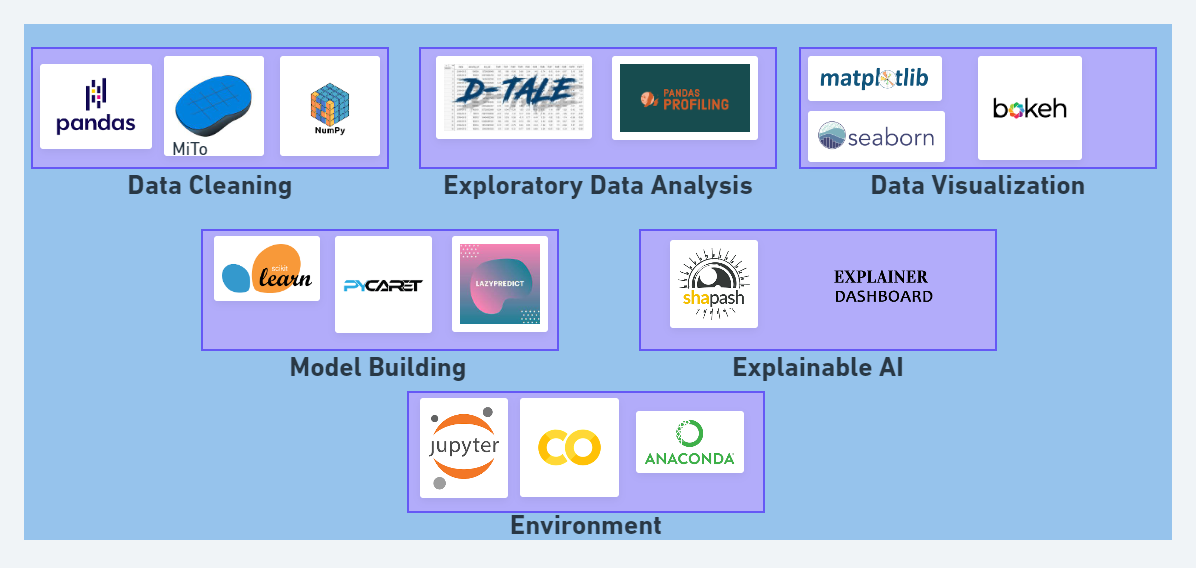 pandas
MiTo
NumPy
Data Cleaning
D-TALE
PANDAS
PROFILING
Exploratory Data Analysis
matplotlib
seaborn
bokeh
Data Visualization
scikit
learn
PYCARET
LAZYPREDICT
Model Building
shapash
EXPLAINER
DASHBOARD
Explainable AI
jupyter
CO
ANACONDA
Environment